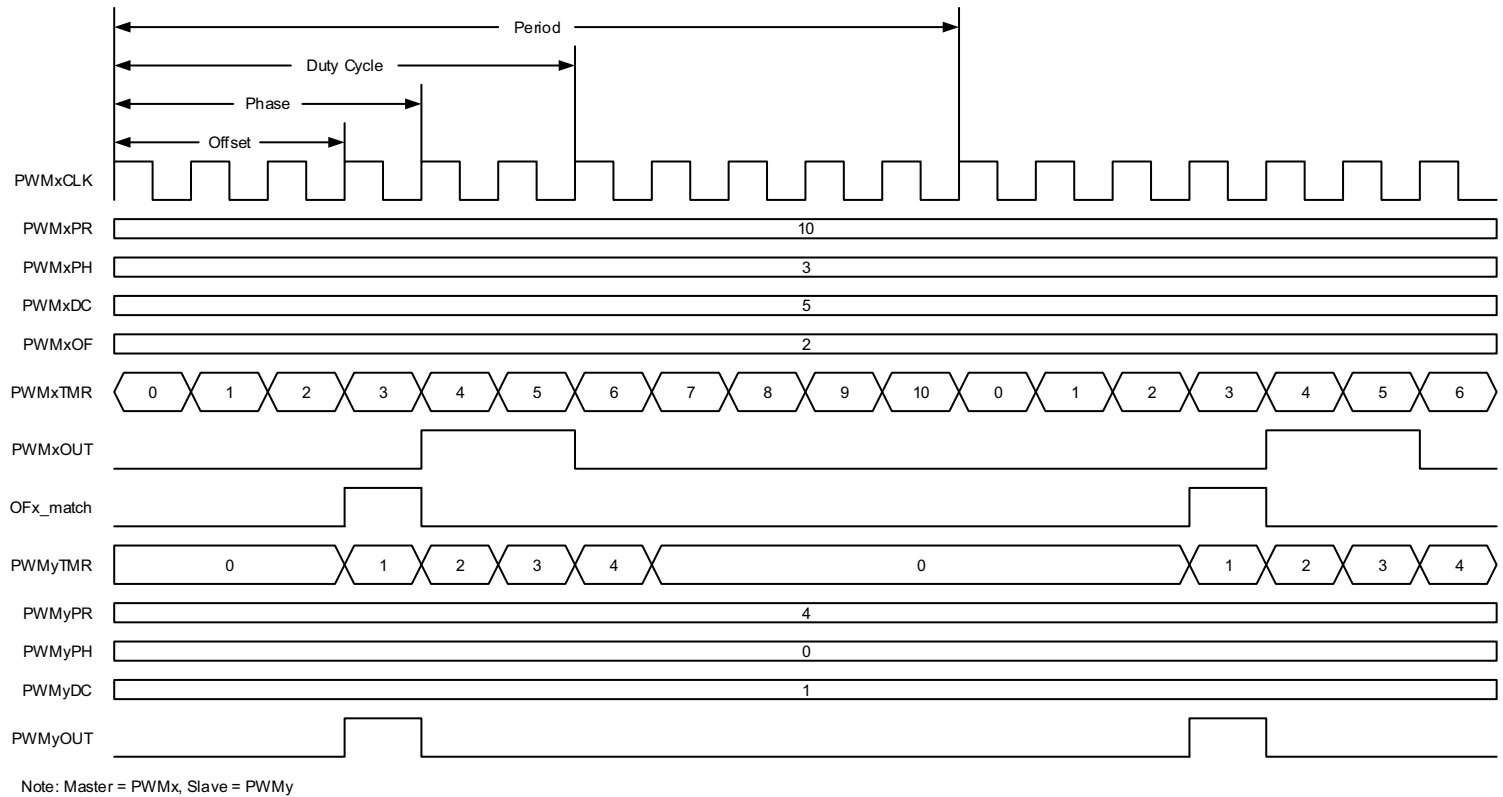 Period
Duty Cycle
Phase
Offset
PWMxCLK
PWMxPR 10
PWMxPH 3
PWMxDC 5
PWMxOF 2
PWMxTMR 0 1 2 3 4 5 6 7 8 9 10 0 1 2 3 4 5 6
PWMxOUT
OFx_match
PWMyTMR 0 1 2 3 4 0 1 2 3 4
PWMyPR 4
PWMyPH 0
PWMyDC 1
PWMyOUT
Note: Master = PWMx, Slave = PWMy